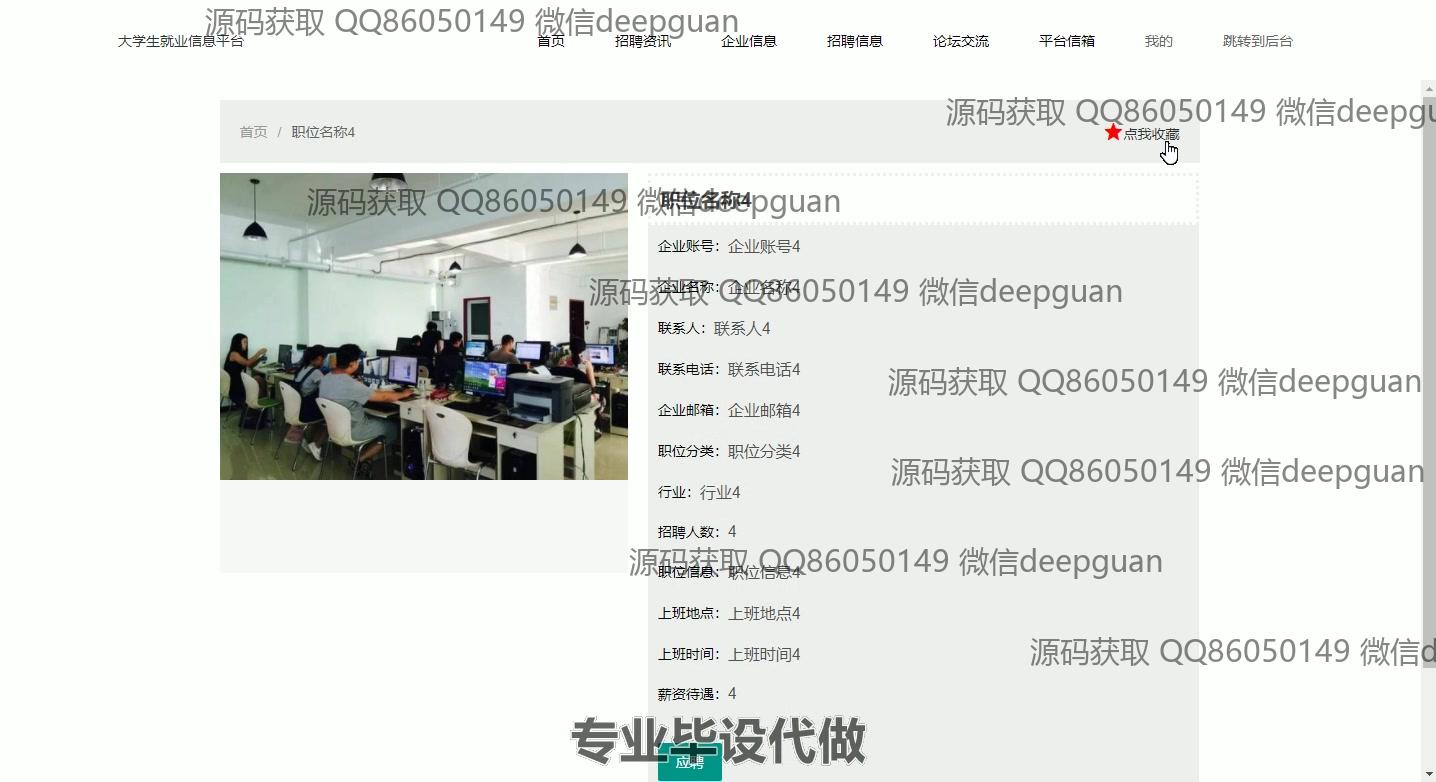 源码获取 QQ86050149 微信deepguan
大学生就业信息平台
首页 招聘资讯 企业信息 招聘信息 论坛交流 平台信箱 我的 跳转到后台
源码获取 QQ86050149 微信deepgu
首页 / 职位名称4
点我收藏
源码获取 QQ86050149 微信deepguan
职位名称4
企业账号：企业账号4
企业名称：企业名称4
源码获取 QQ86050149 微信deepguan
联系人：联系人4
联系电话：联系电话4
源码获取 QQ86050149 微信deepguan
企业邮箱：企业邮箱4
职位分类：职位分类4
源码获取 QQ86050149 微信deepguan
行业：行业4
招聘人数：4
源码获取 QQ86050149 微信deepguan
职位信息：职位信息4
上班地点：上班地点4
上班时间：上班时间4
源码获取 QQ86050149 微信d
薪资待遇：4
专业毕设代做
应聘